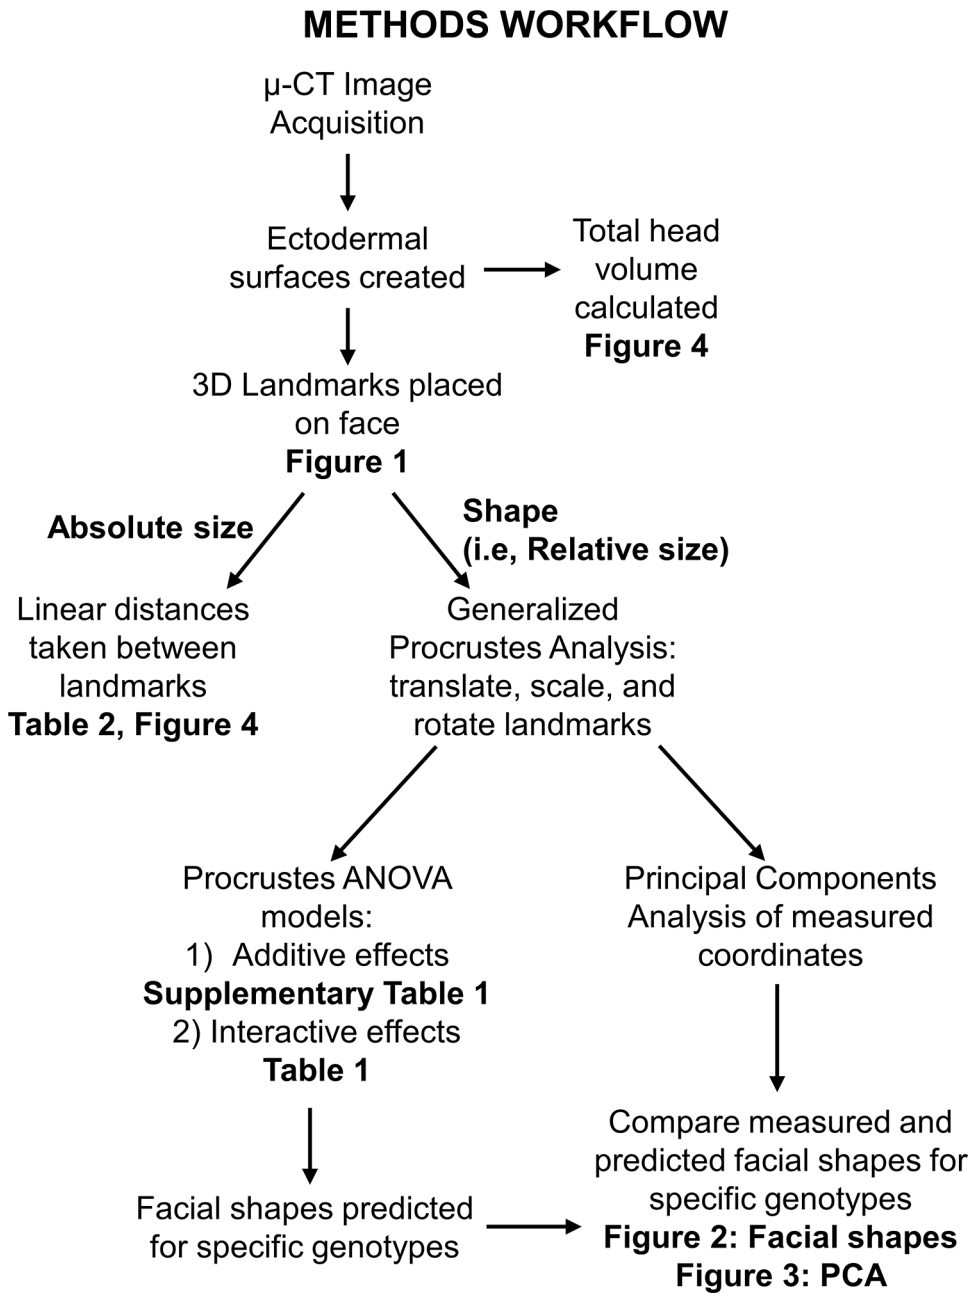 METHODS WORKFLOW
µ-CT Image
Acquisition
Ectodermal
surfaces created
Total head
volume
calculated
Figure 4
3D Landmarks placed
on face
Figure 1
Absolute size
Shape
(i.e, Relative size)
Linear distances
taken between
landmarks
Table 2, Figure 4
Generalized
Procrustes Analysis:
translate, scale, and
rotate landmarks
Procrustes ANOVA
models:
1) Additive effects
Supplementary Table 1
2) Interactive effects
Table 1
Principal Components
Analysis of measured
coordinates
Facial shapes predicted
for specific genotypes
Compare measured and
predicted facial shapes for
specific genotypes
Figure 2: Facial shapes
Figure 3: PCA